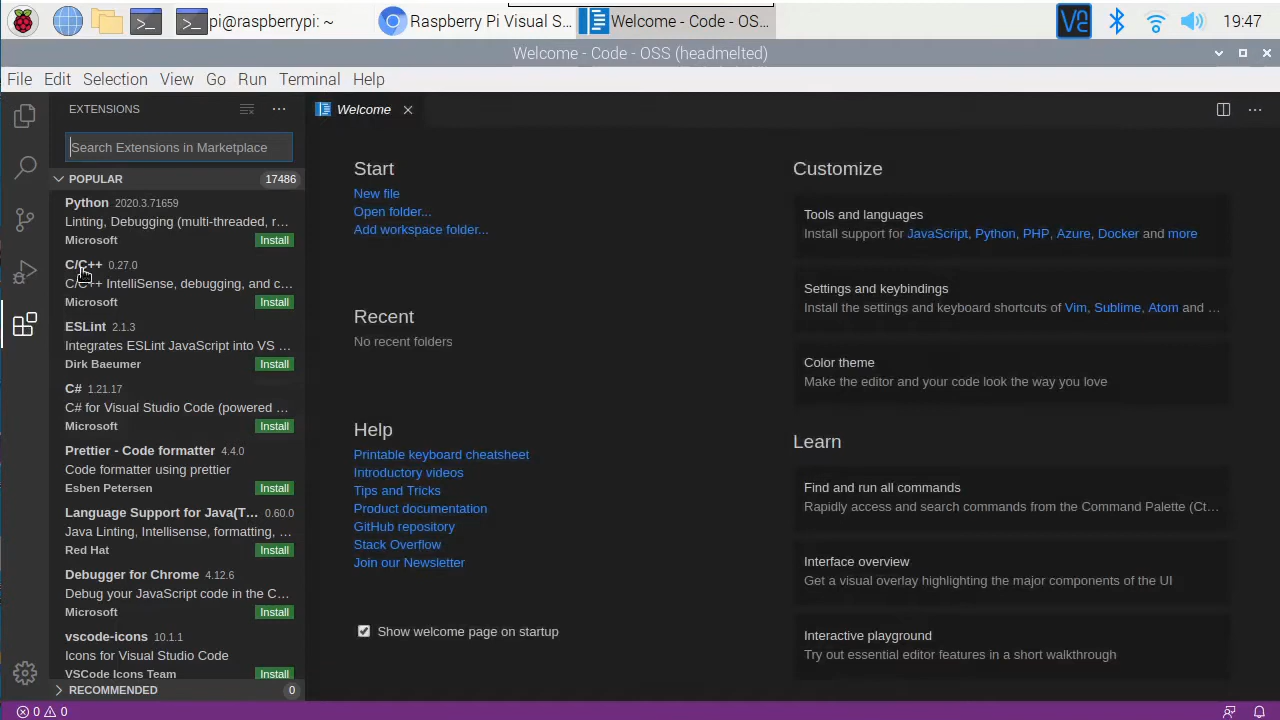 pi@raspberrypi: ~
Raspberry Pi Visual S...
Welcome - Code - OSS...
19:47
Welcome - Code - OSS (headmelted)
File Edit Selection View Go Run Terminal Help
EXTENSIONS
Search Extensions in Marketplace
POPULAR 17486
Python 2020.3.71659
Linting, Debugging (multi-threaded, r...
Microsoft Install
C/C++ 0.27.0
C/C++ IntelliSense, debugging, and c...
Microsoft Install
ESLint 2.1.3
Integrates ESLint JavaScript into VS ...
Dirk Baeumer Install
C# 1.21.17
C# for Visual Studio Code (powered ...
Microsoft Install
Prettier - Code formatter 4.4.0
Code formatter using prettier
Esben Petersen Install
Language Support for Java(T... 0.60.0
Java Linting, Intellisense, formatting, ...
Red Hat Install
Debugger for Chrome 4.12.6
Debug your JavaScript code in the C...
Microsoft Install
vscode-icons 10.1.1
Icons for Visual Studio Code
VSCode Icons Team Install
RECOMMENDED 0
Welcome
Start
New file
Open folder...
Add workspace folder...
Recent
No recent folders
Help
Printable keyboard cheatsheet
Introductory videos
Tips and Tricks
Product documentation
GitHub repository
Stack Overflow
Join our Newsletter
Show welcome page on startup
Customize
Tools and languages
Install support for JavaScript, Python, PHP, Azure, Docker and more
Settings and keybindings
Install the settings and keyboard shortcuts of Vim, Sublime, Atom and ...
Color theme
Make the editor and your code look the way you love
Learn
Find and run all commands
Rapidly access and search commands from the Command Palette (Ct...
Interface overview
Get a visual overlay highlighting the major components of the UI
Interactive playground
Try out essential editor features in a short walkthrough
0 0